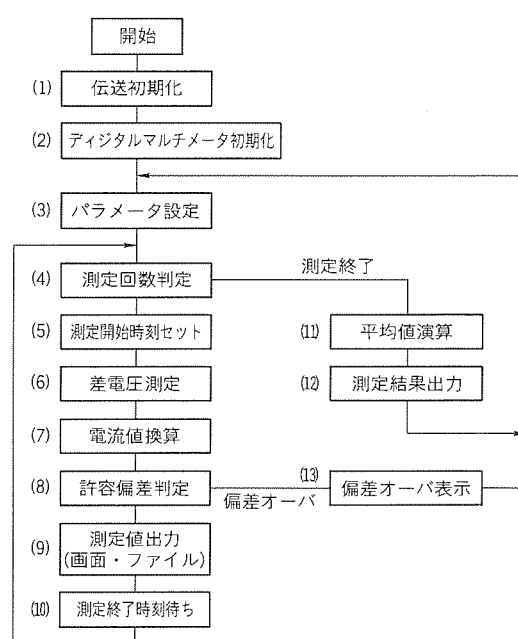 開始
(1) 伝送初期化
(2) ディジタルマルチメータ初期化
(3) パラメータ設定
(4) 測定回数判定
測定終了
(5) 測定開始時刻セット
(11) 平均値演算
(6) 差電圧測定
(12) 測定結果出力
(7) 電流値換算
(8) 許容偏差判定
偏差オーバ
(13) 偏差オーバ表示
(9) 測定値出力
(画面・ファイル)
(10) 測定終了時刻待ち